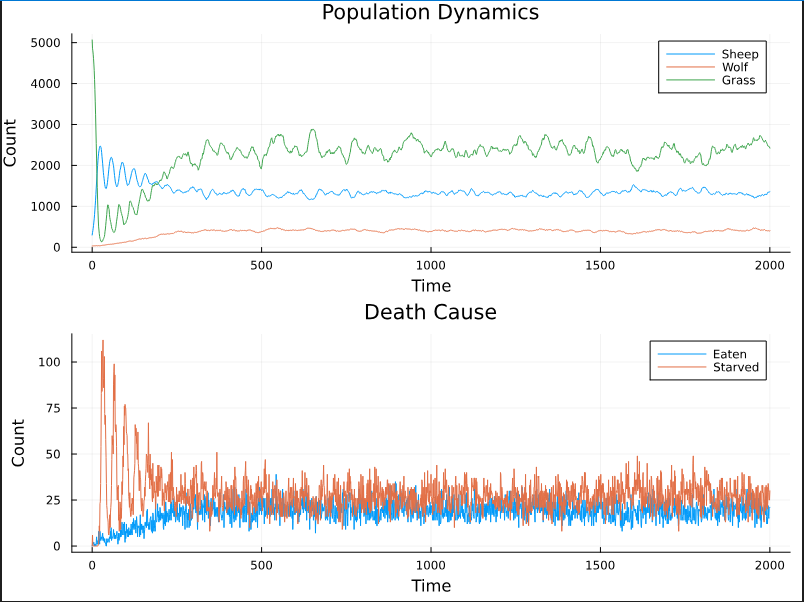 Population Dynamics
5000
4000
3000
2000
1000
0
Count
Sheep
Wolf
Grass
0 500 1000 1500 2000
Time
Death Cause
100
75
50
25
0
Count
Eaten
Starved
0 500 1000 1500 2000
Time